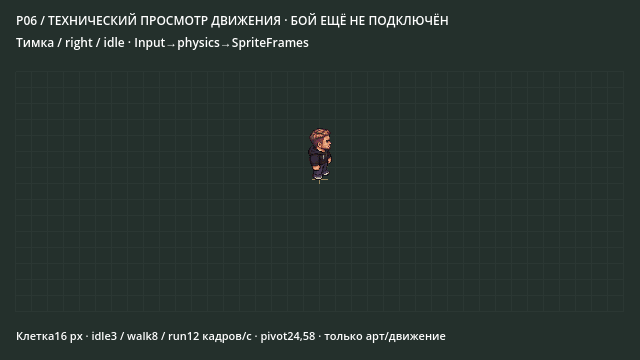 P06 / ТЕХНИЧЕСКИЙ ПРОСМОТР ДВИЖЕНИЯ · БОЙ ЕЩЁ НЕ ПОДКЛЮЧЁН
Тимка / right / idle · Input→physics→SpriteFrames
Клетка16 px · idle3 / walk8 / run12 кадров/с · pivot24,58 · только арт/движение